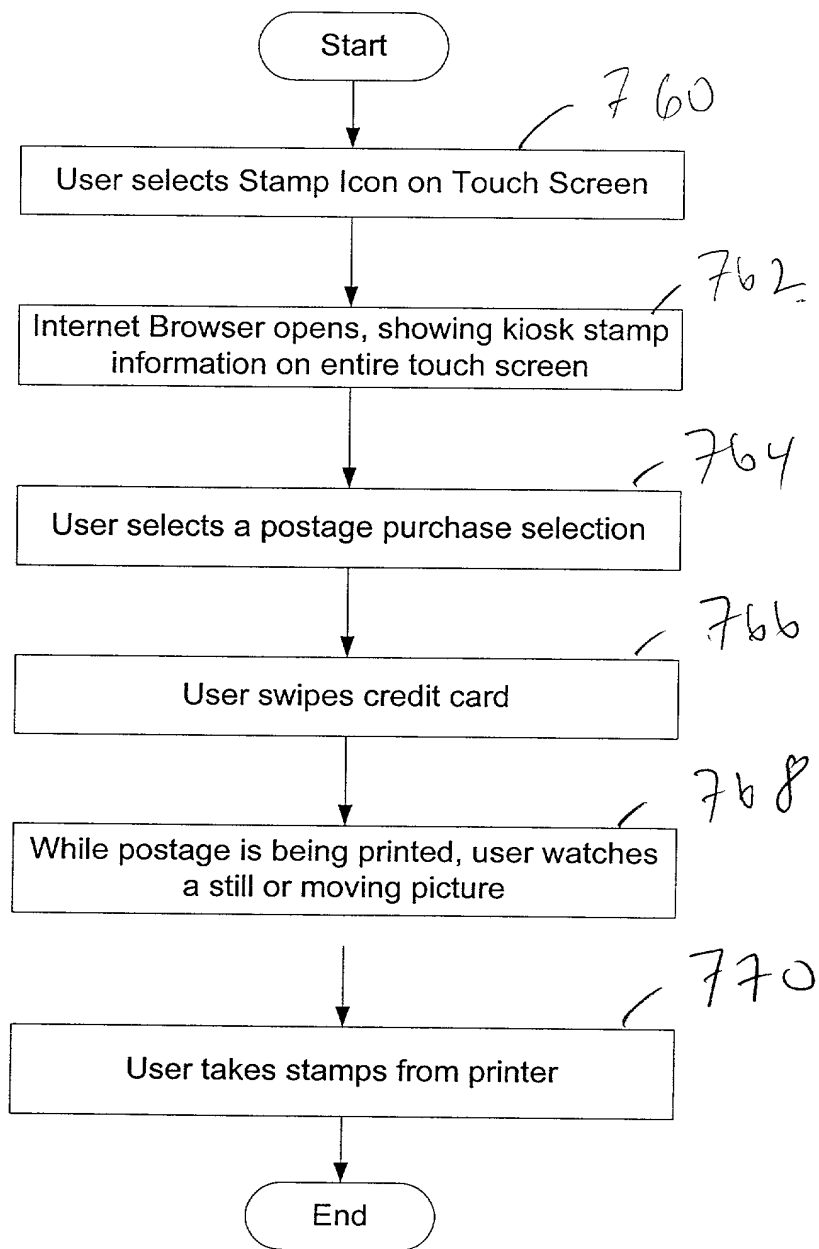 Start
760
User selects Stamp Icon on Touch Screen
762
Internet Browser opens, showing kiosk stamp
information on entire touch screen
764
User selects a postage purchase selection
766
User swipes credit card
768
While postage is being printed, user watches
a still or moving picture
770
User takes stamps from printer
End